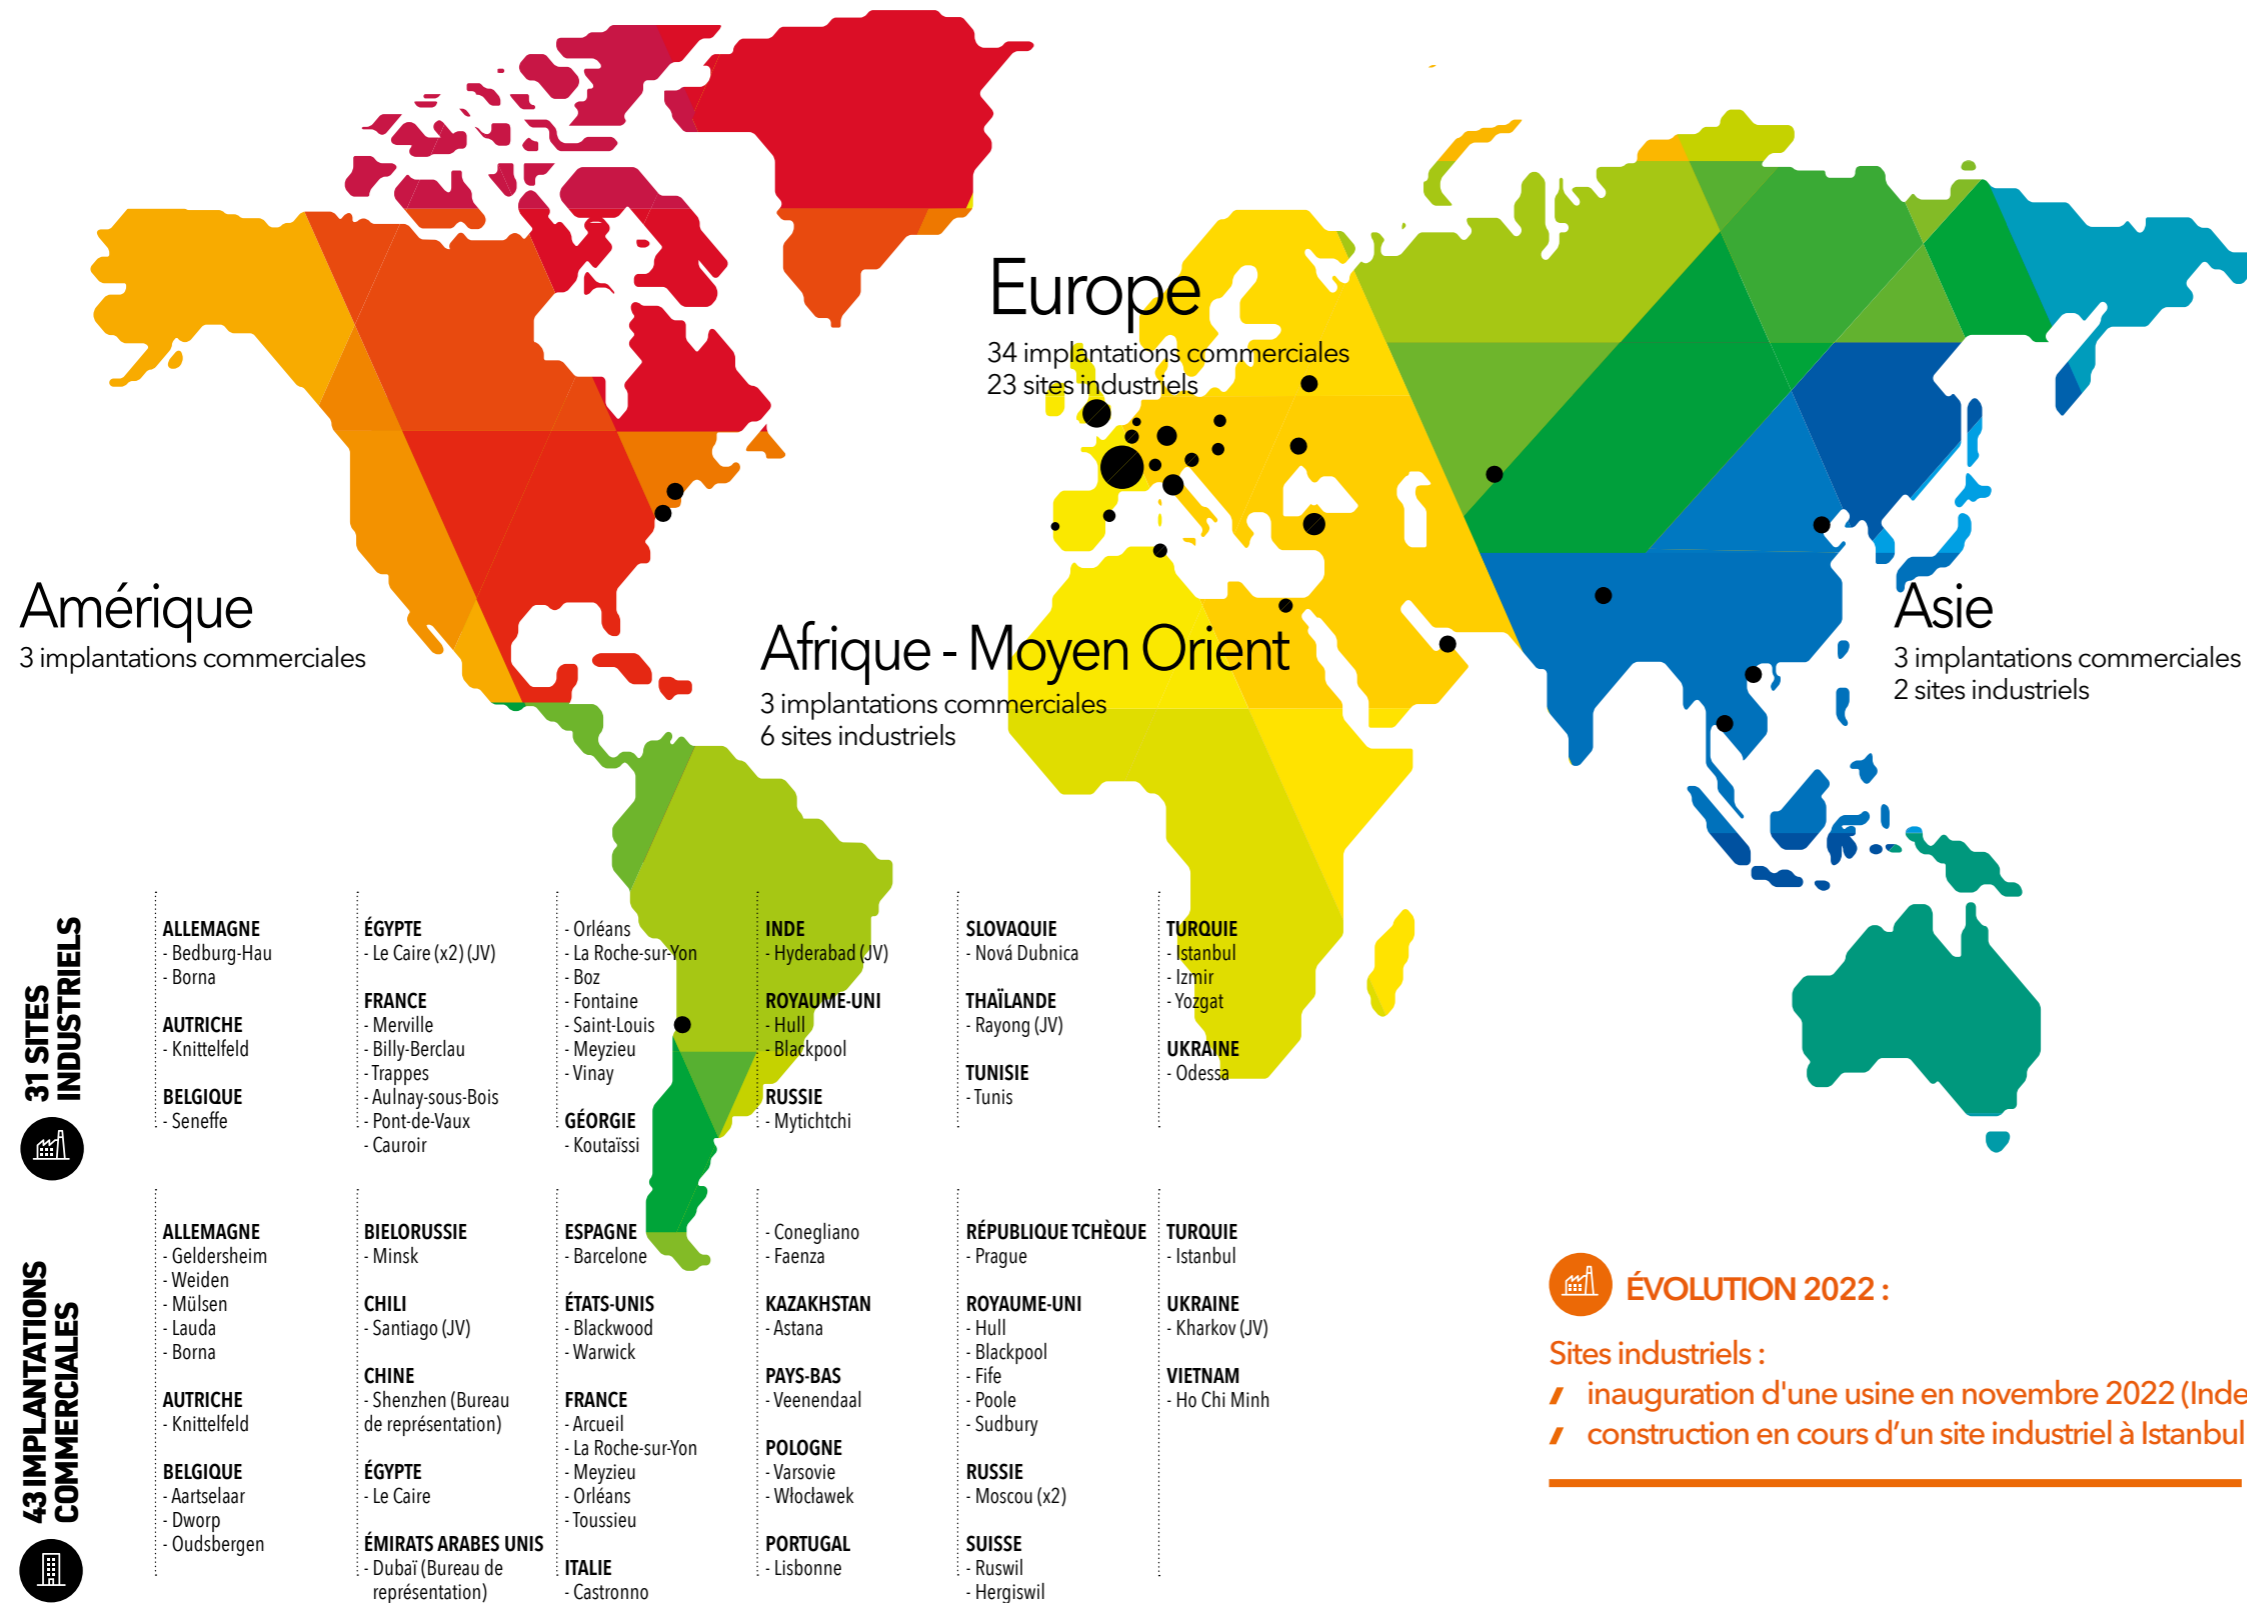 Europe
34 implantations commerciales
23 sites industriels
Amérique
3 implantations commerciales
Afrique - Moyen Orient
3 implantations commerciales
6 sites industriels
Asie
3 implantations commerciales
2 sites industriels
31 SITES
INDUSTRIELS
ALLEMAGNE
- Bedburg-Hau
- Borna
AUTRICHE
- Knittelfeld
BELGIQUE
- Seneffe
ÉGYPTE
- Le Caire (x2) (JV)
FRANCE
- Merville
- Billy-Berclau
- Trappes
- Aulnay-sous-Bois
- Pont-de-Vaux
- Cauroir
- Orléans
- La Roche-sur-Yon
- Boz
- Fontaine
- Saint-Louis
- Meyzieu
- Vinay
GÉORGIE
- Koutaïssi
INDE
- Hyderabad (JV)
ROYAUME-UNI
- Hull
- Blackpool
RUSSIE
- Mytichtchi
SLOVAQUIE
- Nová Dubnica
THAÏLANDE
- Rayong (JV)
TUNISIE
- Tunis
TURQUIE
- Istanbul
- Izmir
- Yozgat
UKRAINE
- Odessa
43 IMPLANTATIONS
COMMERCIALES
ALLEMAGNE
- Geldersheim
- Weiden
- Mülsen
- Lauda
- Borna
AUTRICHE
- Knittelfeld
BELGIQUE
- Aartselaar
- Dworp
- Oudsbergen
BIELORUSSIE
- Minsk
CHILI
- Santiago (JV)
CHINE
- Shenzhen (Bureau
de représentation)
ÉGYPTE
- Le Caire
ÉMIRATS ARABES UNIS
- Dubaï (Bureau de
représentation)
ESPAGNE
- Barcelone
ÉTATS-UNIS
- Blackwood
- Warwick
FRANCE
- Arcueil
- La Roche-sur-Yon
- Meyzieu
- Orléans
- Toussieu
ITALIE
- Castronno
- Conegliano
- Faenza
KAZAKHSTAN
- Astana
PAYS-BAS
- Veenendaal
POLOGNE
- Varsovie
- Włocławek
PORTUGAL
- Lisbonne
RÉPUBLIQUE TCHÈQUE
- Prague
ROYAUME-UNI
- Hull
- Blackpool
- Fife
- Poole
- Sudbury
RUSSIE
- Moscou (x2)
SUISSE
- Ruswil
- Hergiswil
TURQUIE
- Istanbul
UKRAINE
- Kharkov (JV)
VIETNAM
- Ho Chi Minh
ÉVOLUTION 2022 :
Sites industriels :
inauguration d'une usine en novembre 2022 (Inde
construction en cours d’un site industriel à Istanbul